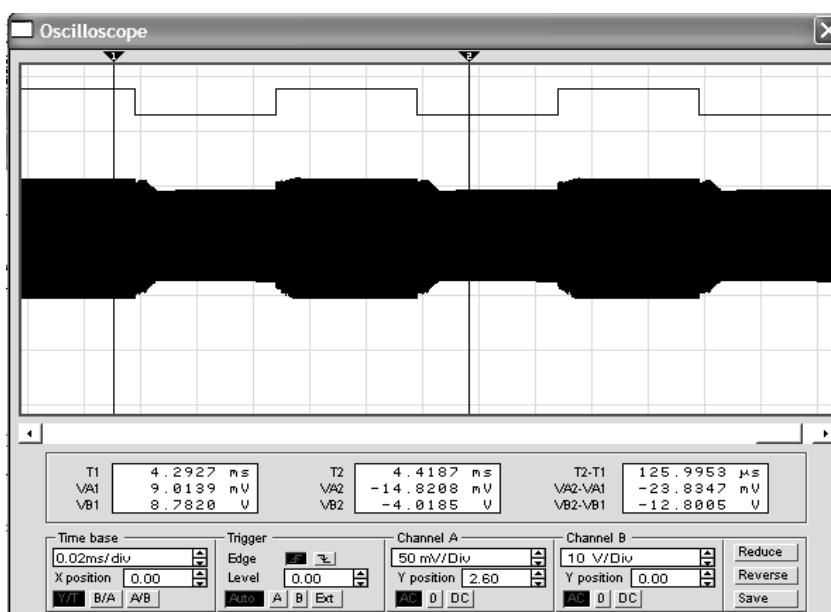 Oscilloscope
1 2
T1 4.2927 ms T2 4.4187 ms T2-T1 125.9953 µs
VA1 9.0139 mV VA2 -14.8208 mV VA2-VA1 -23.8347 mV
VB1 8.7820 V VB2 -4.0185 V VB2-VB1 -12.8005 V
Time base Trigger Channel A Channel B
0.02ms/div Edge 50 mV/Div 10 V/Div Reduce
X position 0.00 Level 0.00 Y position 2.60 Y position 0.00 Reverse
Y/T B/A A/B Auto A B Ext AC 0 DC AC 0 DC Save